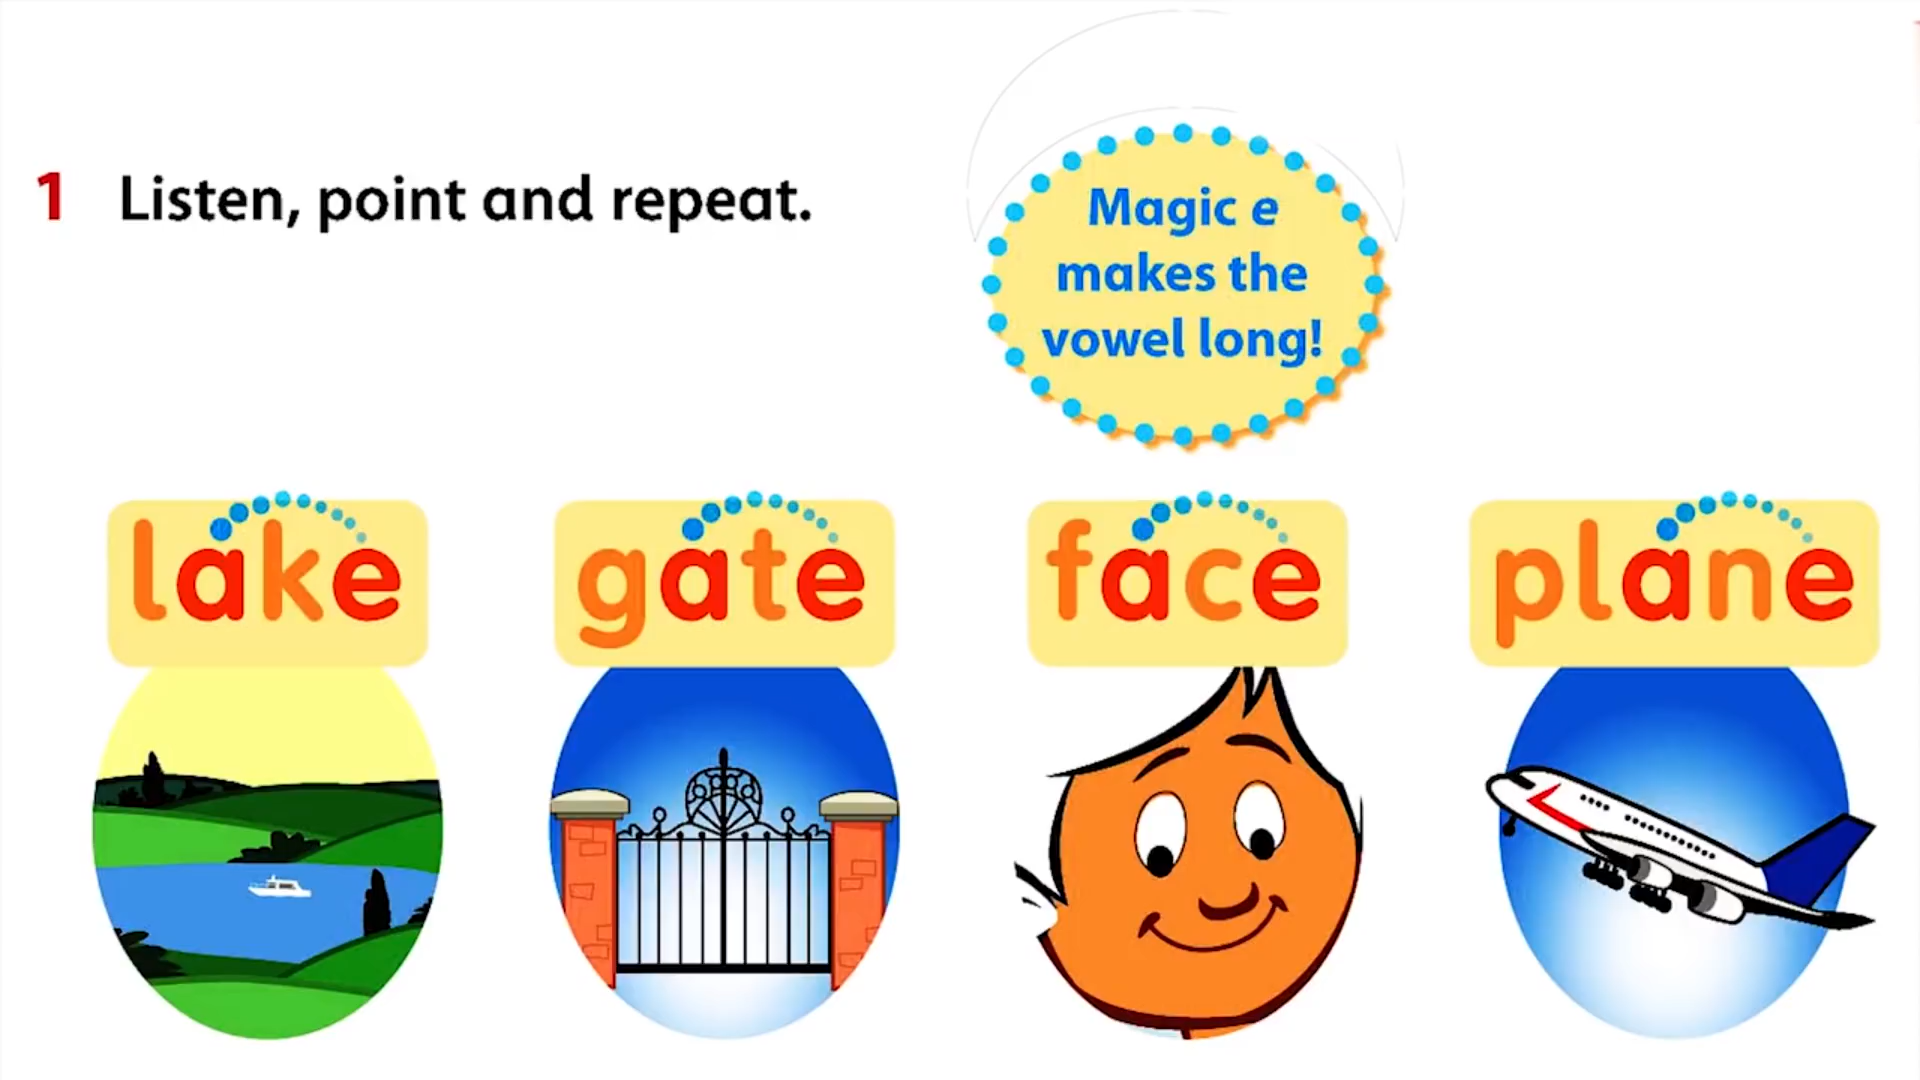 1 Listen, point and repeat.
Magic e
makes the
vowel long!
lake
gate
face
plane